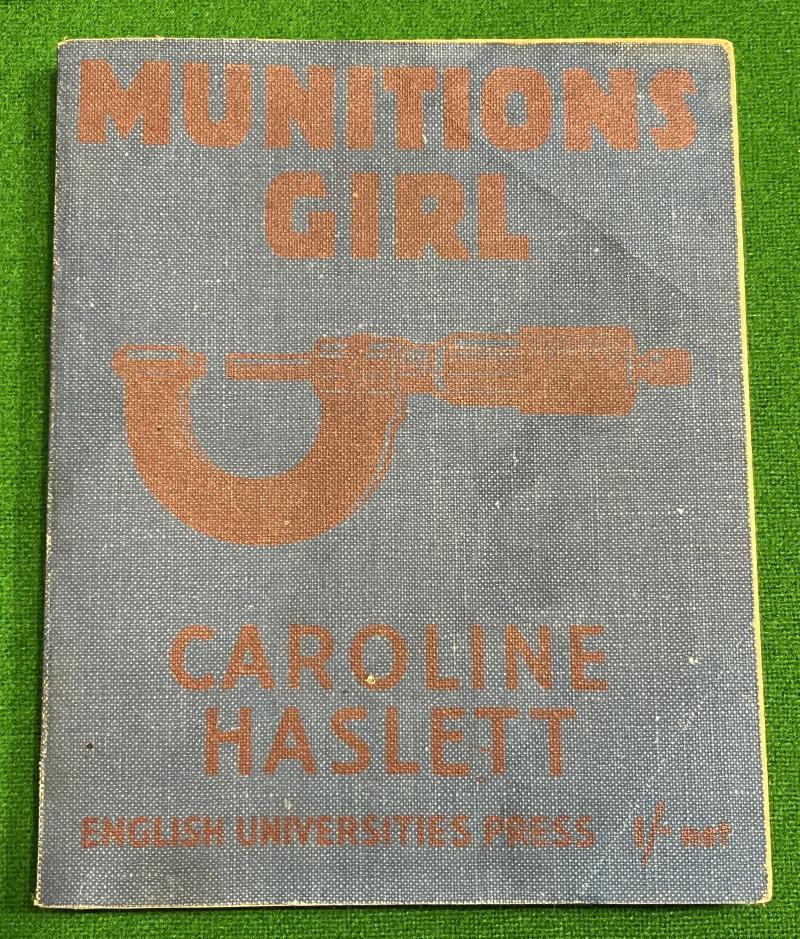 MUNITIONS
GIRL
CAROLINE
HASLETT
ENGLISH UNIVERSITIES PRESS 1/- net